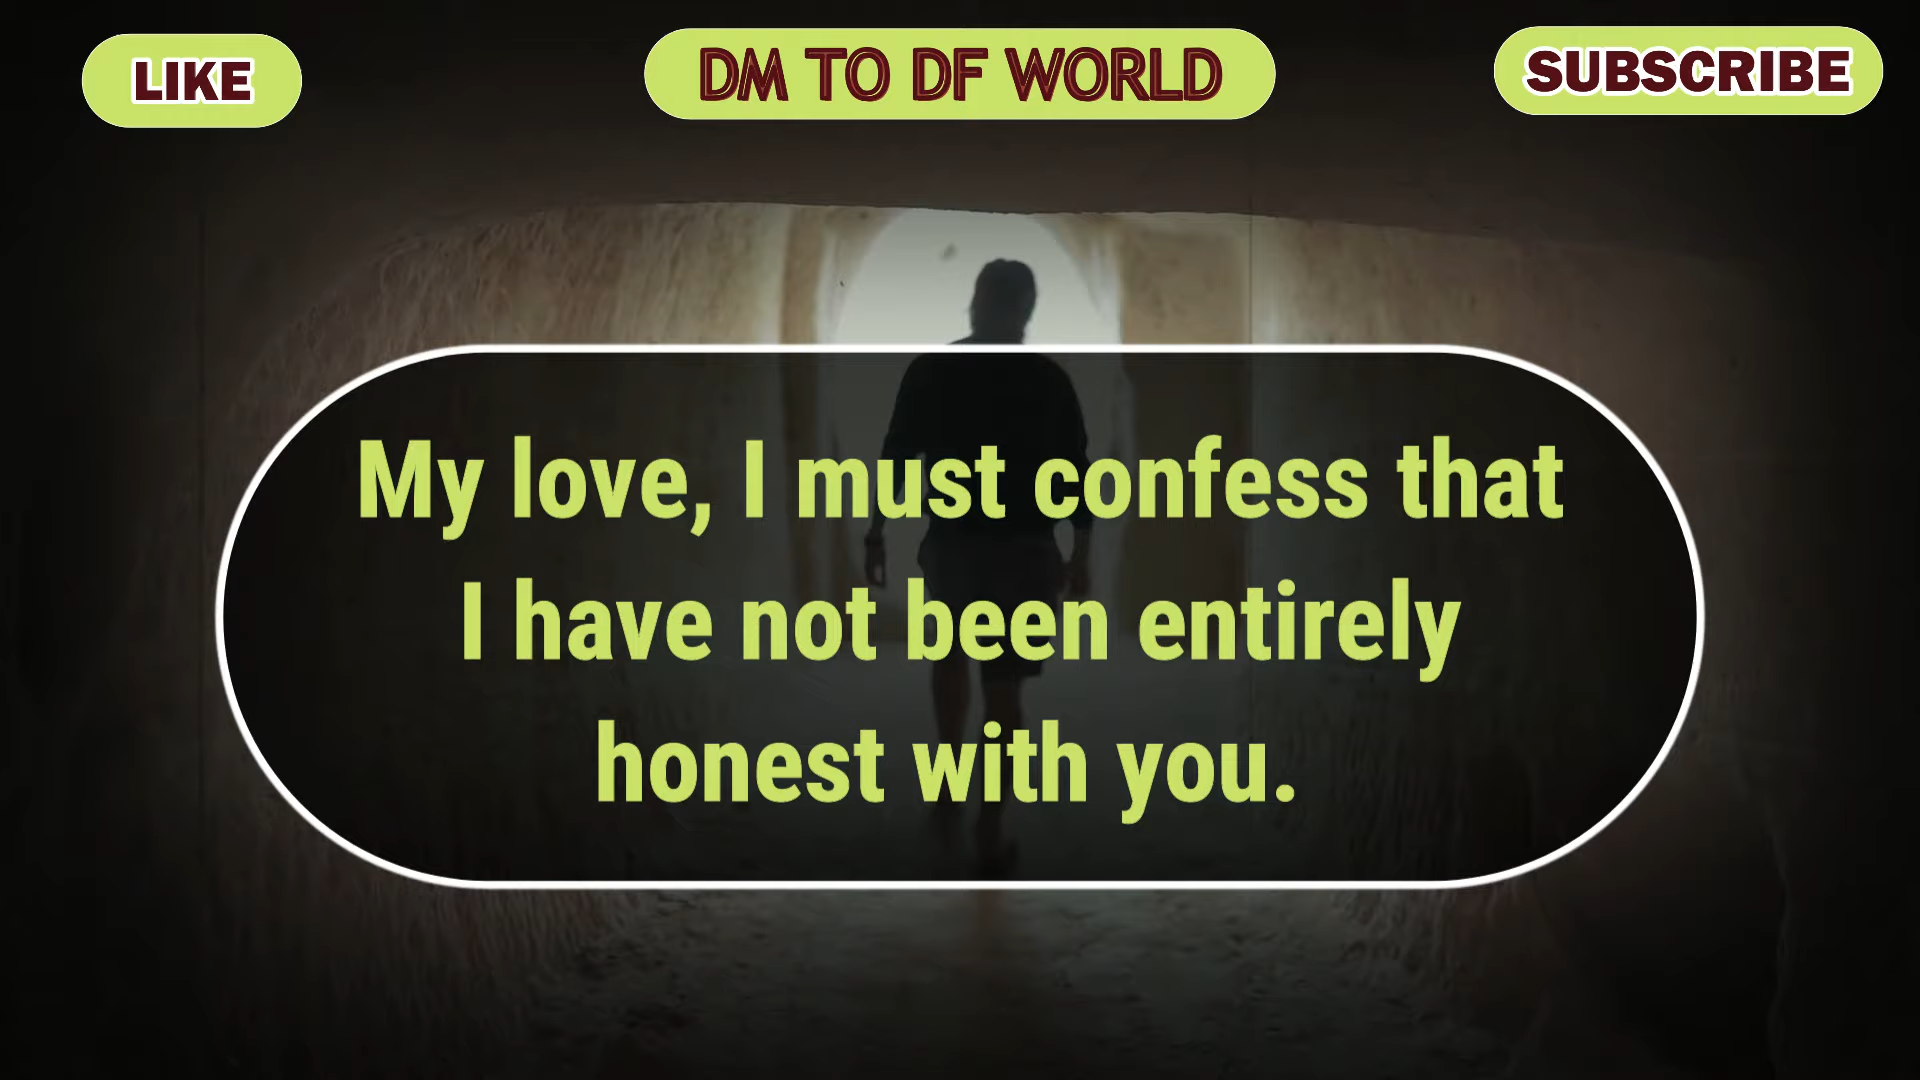 LIKE
DM TO DF WORLD
SUBSCRIBE
My love, I must confess that
I have not been entirely
honest with you.